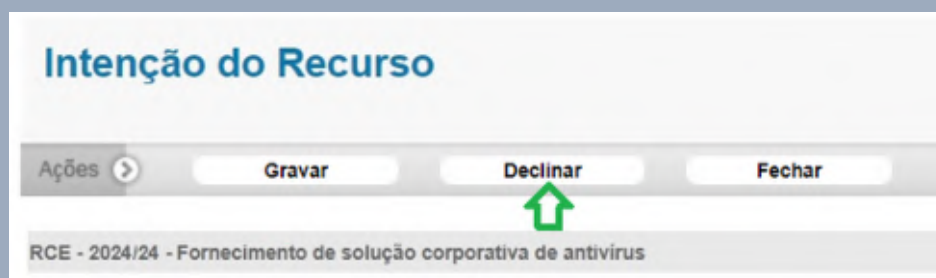 Intenção do Recurso
Ações Gravar Declinar Fechar
RCE - 2024/24 - Fornecimento de solução corporativa de antivírus